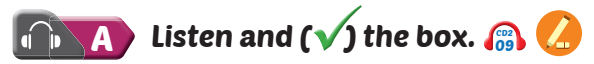 A Listen and (✓) the box. CD2 09